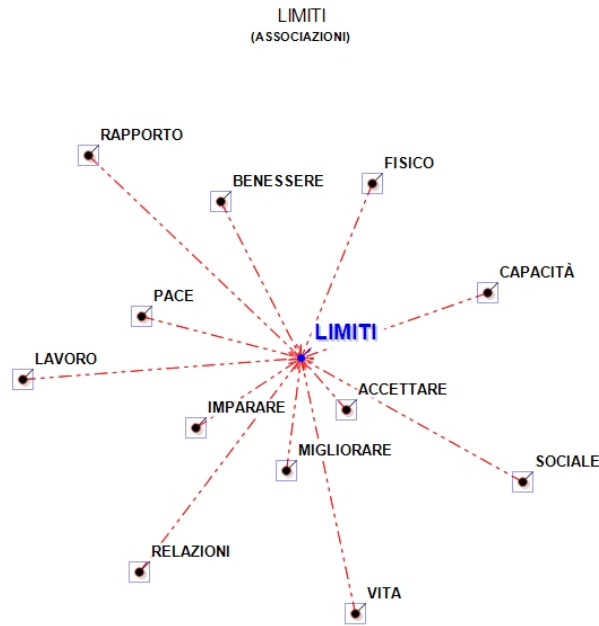 LIMITI
(ASSOCIAZIONI)
RAPPORTO
BENESSERE
FISICO
CAPACITÀ
PACE
LIMITI
LAVORO
ACCETTARE
IMPARARE
MIGLIORARE
SOCIALE
RELAZIONI
VITA